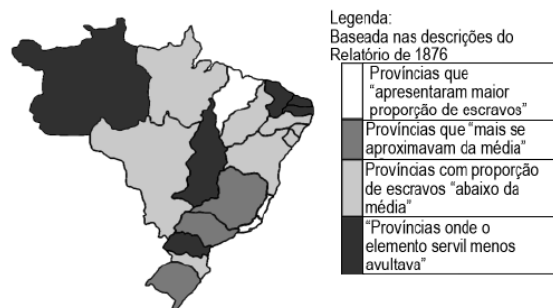 Legenda:
Baseada nas descrições do
Relatório de 1876
Províncias que
"apresentaram maior
proporção de escravos"
Províncias que "mais se
aproximavam da média"
Províncias com proporção
de escravos "abaixo da
média"
"Províncias onde o
elemento servil menos
avultava"